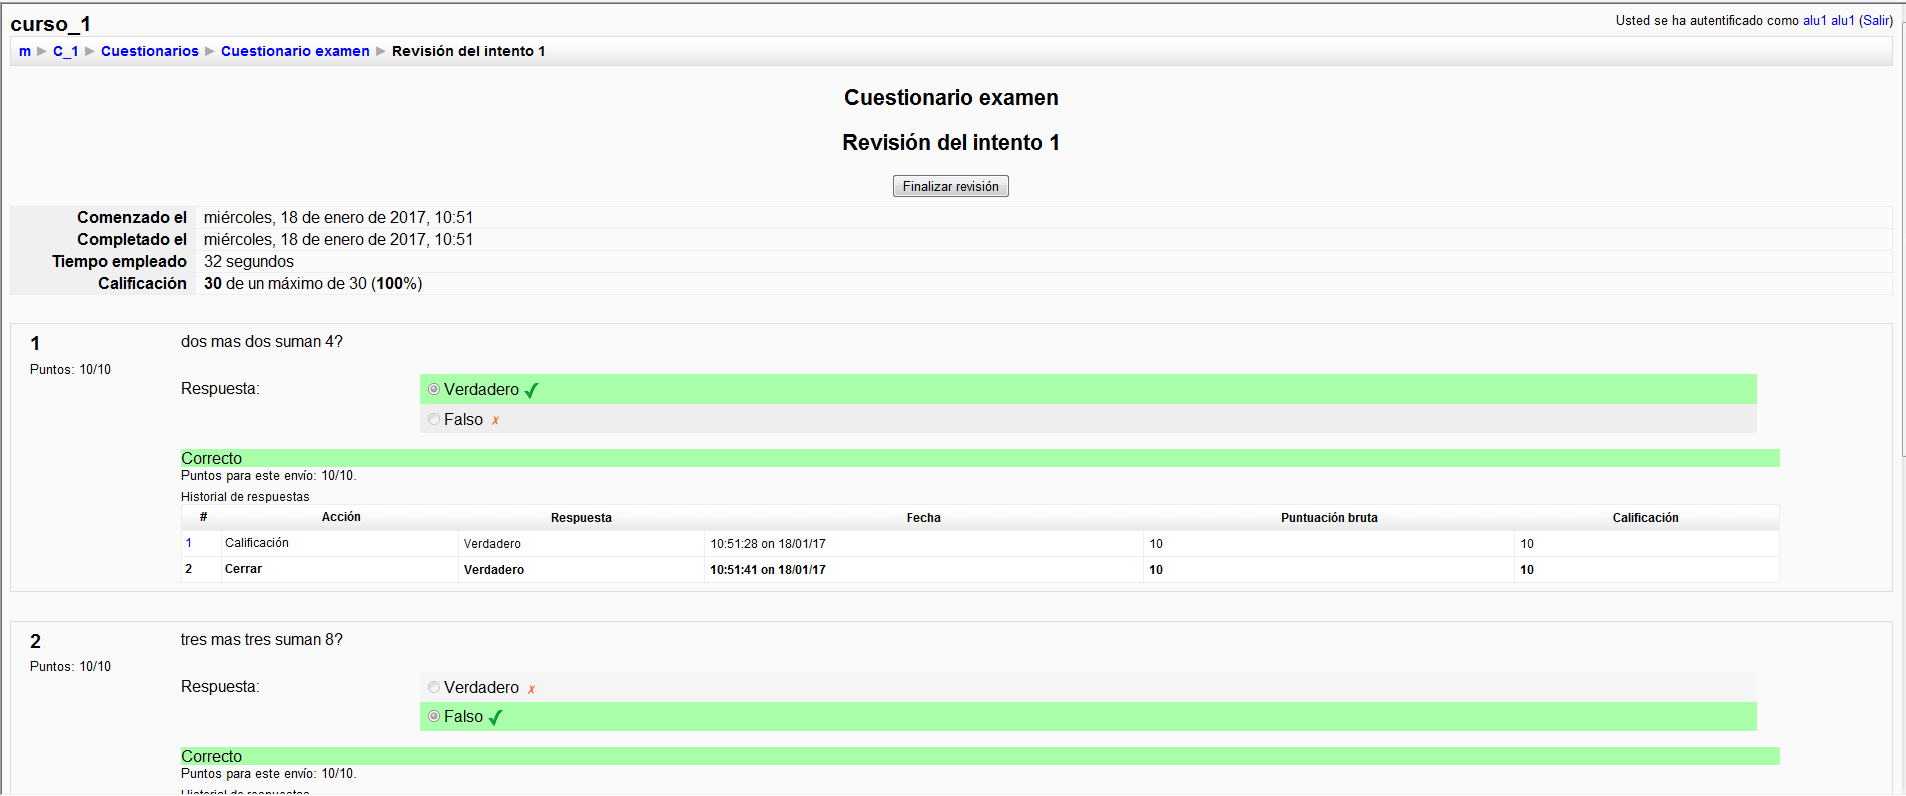 curso_1
Usted se ha autentificado como alu1 alu1 (Salir)
m ► C_1 ► Cuestionarios ► Cuestionario examen ► Revisión del intento 1
Cuestionario examen
Revisión del intento 1
Finalizar revisión
Comenzado el miércoles, 18 de enero de 2017, 10:51
Completado el miércoles, 18 de enero de 2017, 10:51
Tiempo empleado 32 segundos
Calificación 30 de un máximo de 30 (100%)
1
Puntos: 10/10
dos mas dos suman 4?
Respuesta:
Verdadero
Falso
Correcto
Puntos para este envío: 10/10.
Historial de respuestas
# Acción Respuesta Fecha Puntuación bruta Calificación
1 Calificación Verdadero 10:51:28 on 18/01/17 10 10
2 Cerrar Verdadero 10:51:41 on 18/01/17 10 10
2
Puntos: 10/10
tres mas tres suman 8?
Respuesta:
Verdadero
Falso
Correcto
Puntos para este envío: 10/10.
Historial de respuestas